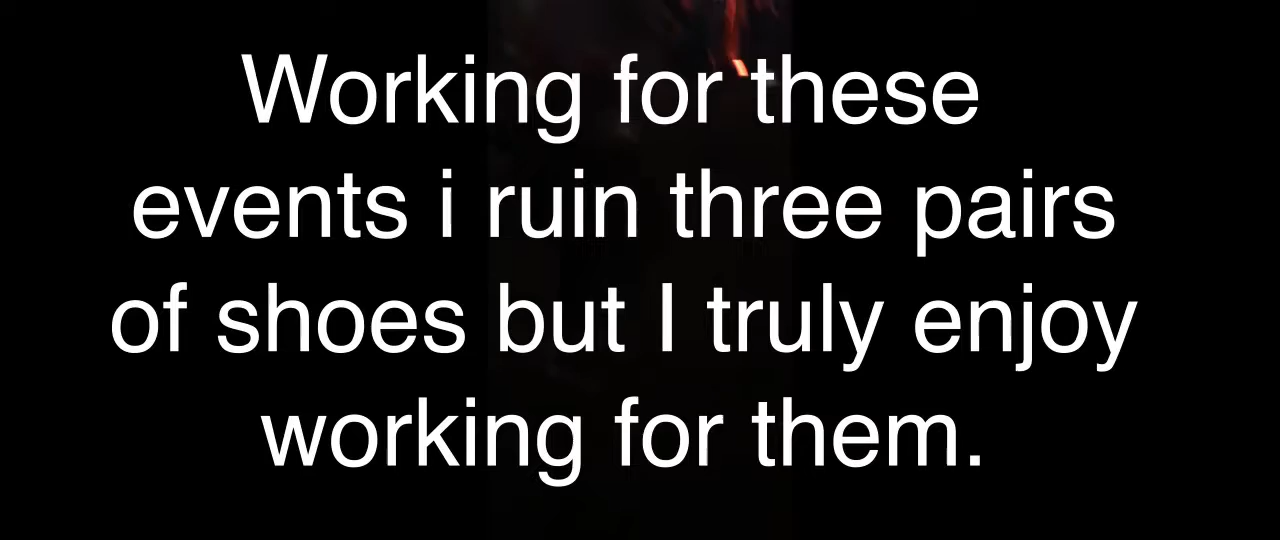 Working for these
events i ruin three pairs
of shoes but I truly enjoy
working for them.